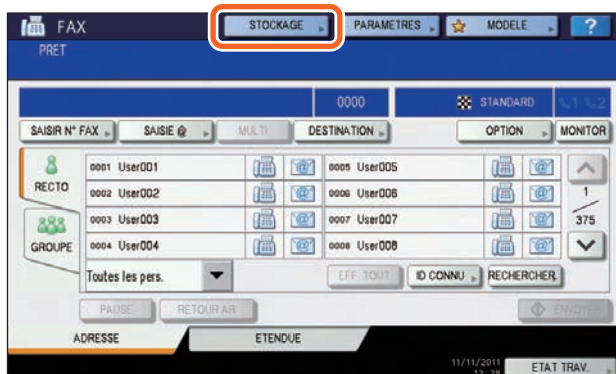 FAX STOCKAGE PARAMETRES MODELE ?
PRET
0000 STANDARD 1 2
SAISIR N° FAX SAISIE @ MULTI DESTINATION OPTION MONITOR
RECTO
GROUPE
0001 User001 0005 User005
0002 User002 0006 User006
0003 User003 0007 User007
0004 User004 0008 User008
1
375
Toutes les pers. EFF. TOUT ID CONNU RECHERCHER
PAUSE RETOUR AR ENVOYER
ADRESSE ETENDUE
11/11/2011
ETAT TRAV.